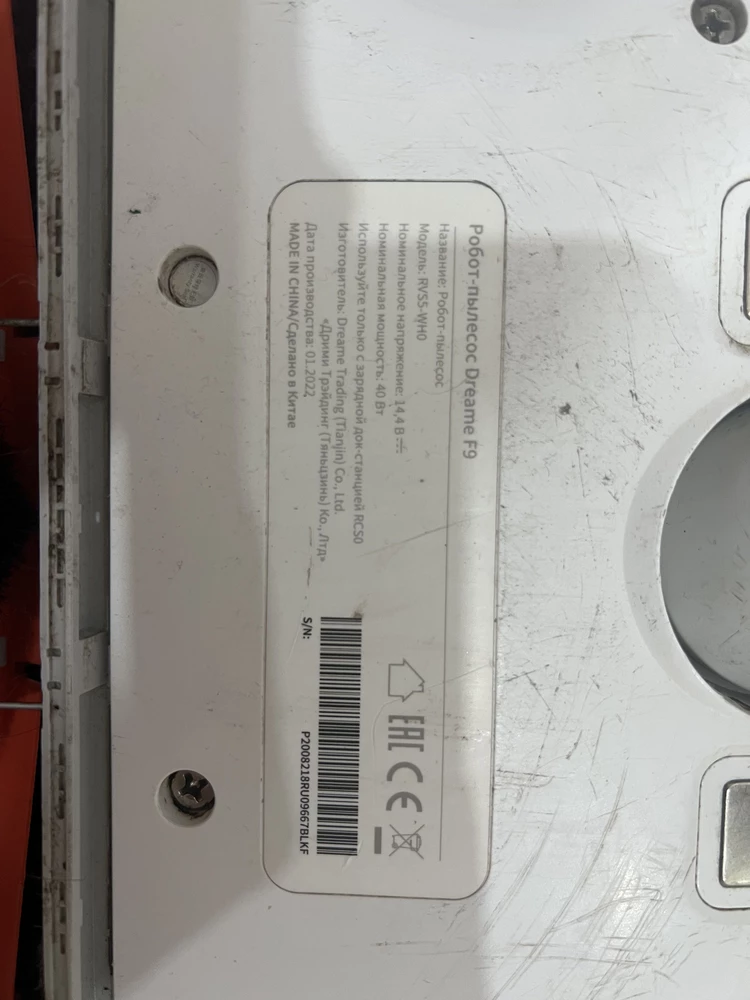 Робот-пылесос Dreame F9
Название: Робот-пылесос
Модель: RVS5-WH0
Номинальное напряжение: 14,4 В
Номинальная мощность: 40 Вт
Используйте только с зарядной док-станцией RCS0
Изготовитель: Dreame Trading (Tianjin) Co., Ltd.
«Дрими Трэйдинг (Тяньцзинь) Ко., Лтд»
Дата производства: 01.2022
MADE IN CHINA/Сделано в Китае
EAC CE
S/N: P2008218RU09667BLKF